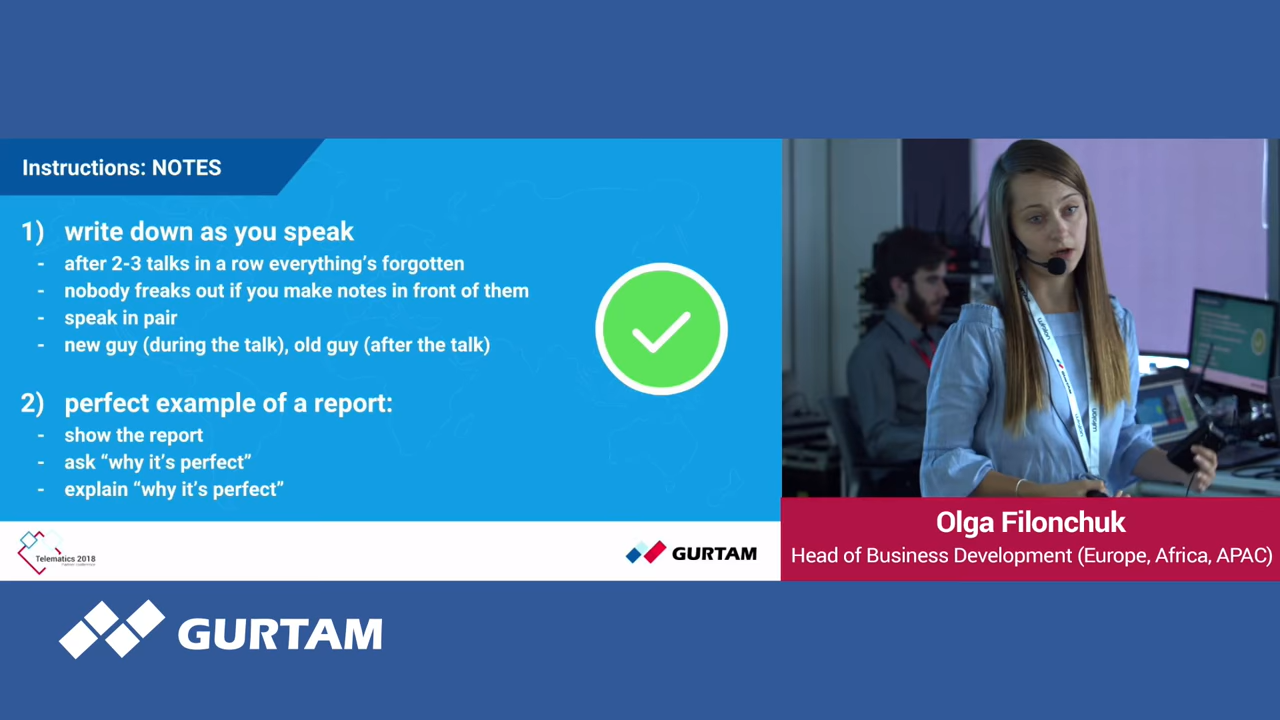 Instructions: NOTES
1) write down as you speak
- after 2-3 talks in a row everything's forgotten
- nobody freaks out if you make notes in front of them
- speak in pair
- new guy (during the talk), old guy (after the talk)
2) perfect example of a report:
- show the report
- ask “why it's perfect”
- explain “why it's perfect”
Telematics 2018
GURTAM
Olga Filonchuk
Head of Business Development (Europe, Africa, APAC)
GURTAM